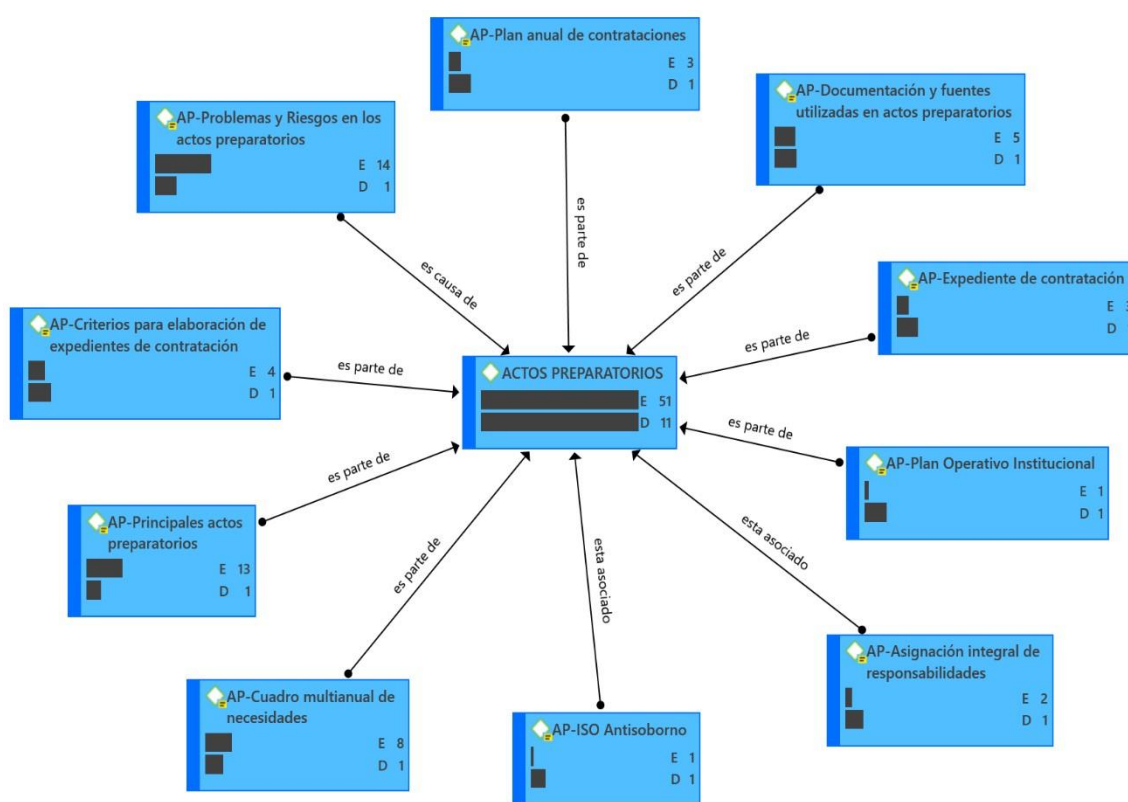 AP-Plan anual de contrataciones
E 3
D 1
AP-Problemas y Riesgos en los
actos preparatorios
E 14
D 1
AP-Documentación y fuentes
utilizadas en actos preparatorios
E 5
D 1
es causa de
es parte de
es parte de
AP-Expediente de contratación
E 3
D
AP-Criterios para elaboración de
expedientes de contratación
E 4
D 1
es parte de
es parte de
ACTOS PREPARATORIOS
E 51
D 11
es parte de
AP-Plan Operativo Institucional
E 1
D 1
es parte de
AP-Principales actos
preparatorios
E 13
D 1
es parte de
esta asociado
esta asociado
AP-Asignación integral de
responsabilidades
E 2
D 1
AP-Cuadro multianual de
necesidades
E 8
D 1
AP-ISO Antisoborno
E 1
D 1